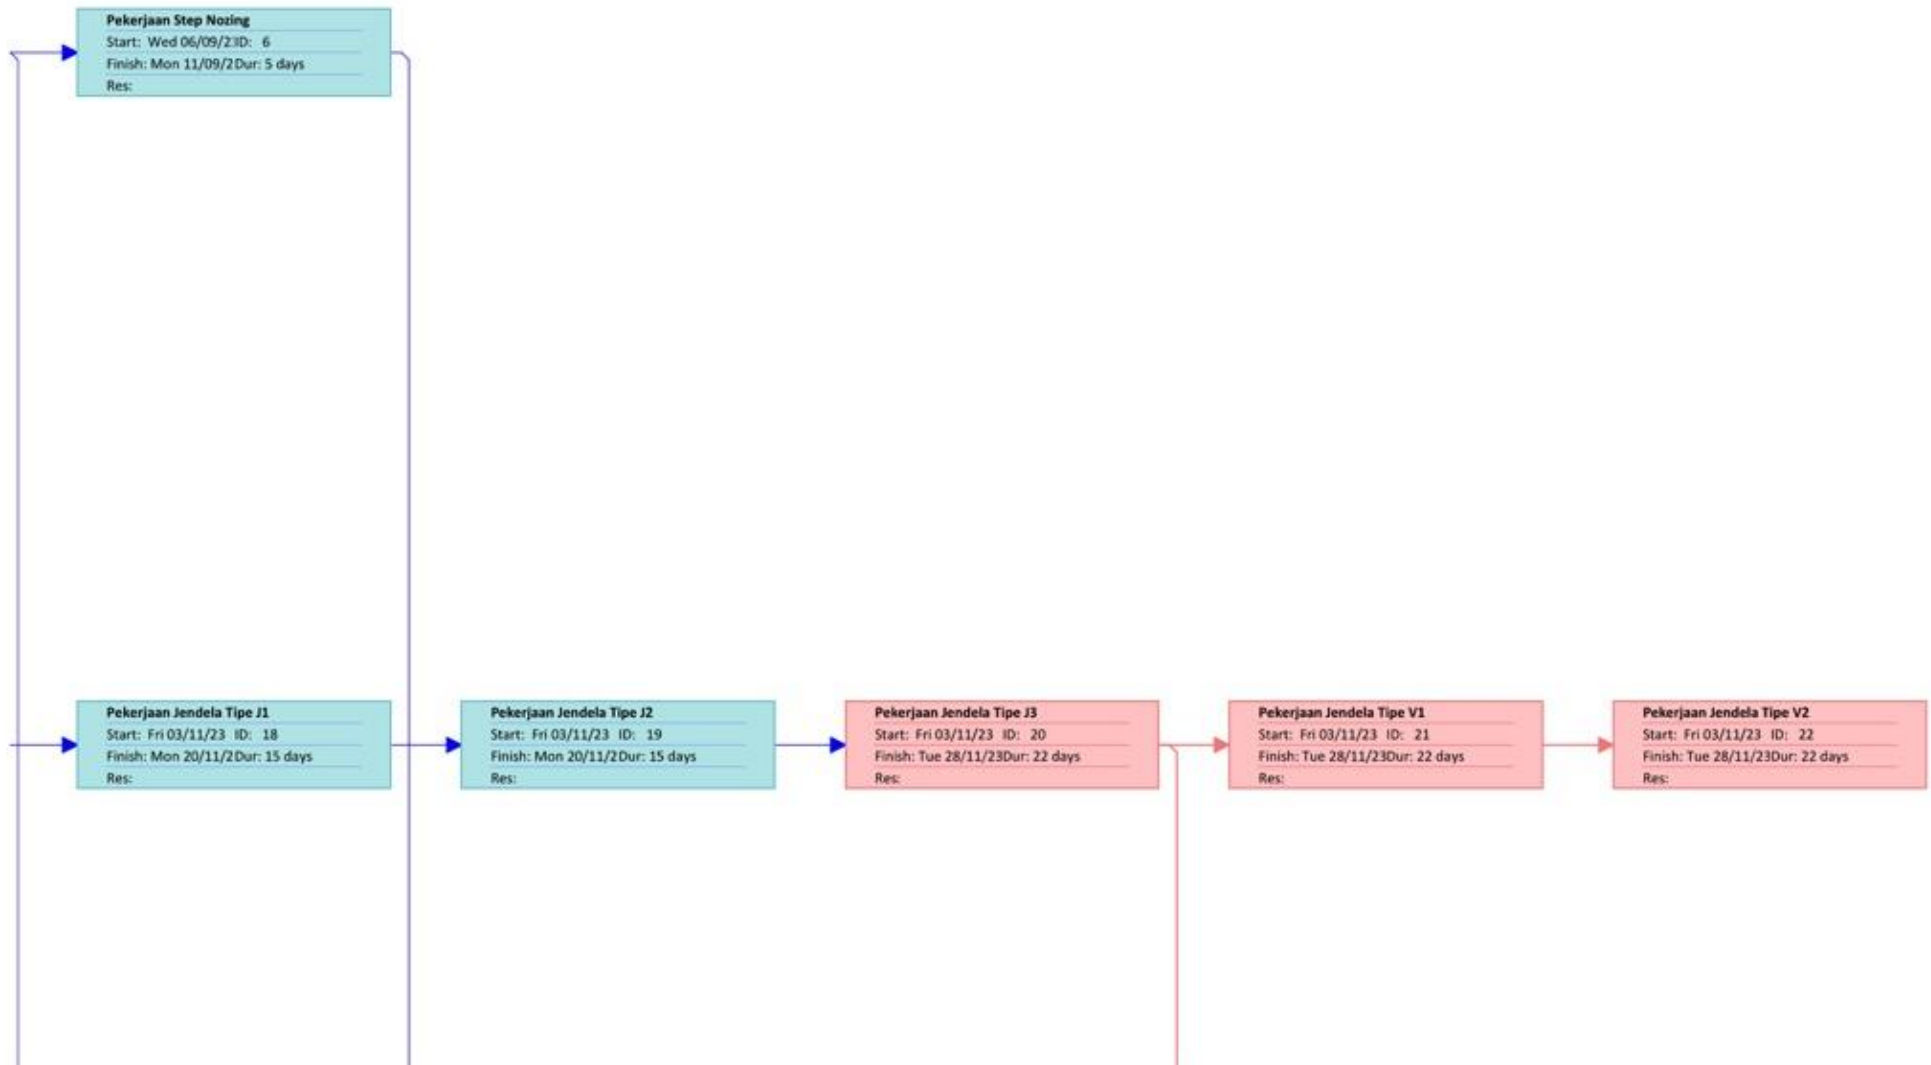 Pekerjaan Step Nozing
Start: Wed 06/09/2 ID: 6
Finish: Mon 11/09/2Dur: 5 days
Res:
Pekerjaan Jendela Tipe J1
Start: Fri 03/11/23 ID: 18
Finish: Mon 20/11/2Dur: 15 days
Res:
Pekerjaan Jendela Tipe J2
Start: Fri 03/11/23 ID: 19
Finish: Mon 20/11/2Dur: 15 days
Res:
Pekerjaan Jendela Tipe J3
Start: Fri 03/11/23 ID: 20
Finish: Tue 28/11/23Dur: 22 days
Res:
Pekerjaan Jendela Tipe V1
Start: Fri 03/11/23 ID: 21
Finish: Tue 28/11/23Dur: 22 days
Res:
Pekerjaan Jendela Tipe V2
Start: Fri 03/11/23 ID: 22
Finish: Tue 28/11/23Dur: 22 days
Res: